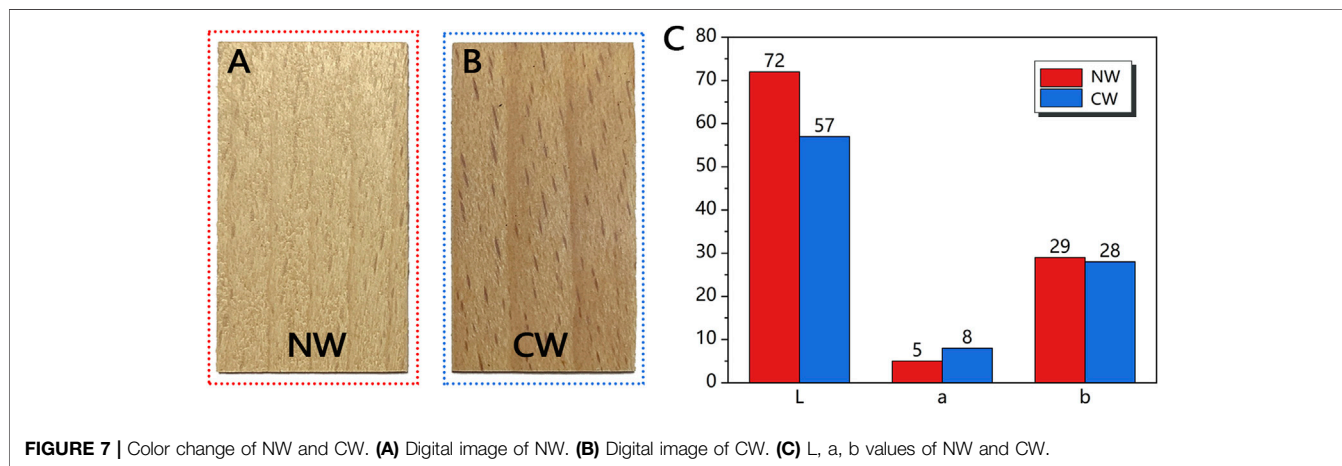 A
NW
B
CW
C
80
70
60
50
40
30
20
10
0
72
57
5
8
29
28
NW
CW
L
a
b
FIGURE 7 | Color change of NW and CW. (A) Digital image of NW. (B) Digital image of CW. (C) L, a, b values of NW and CW.